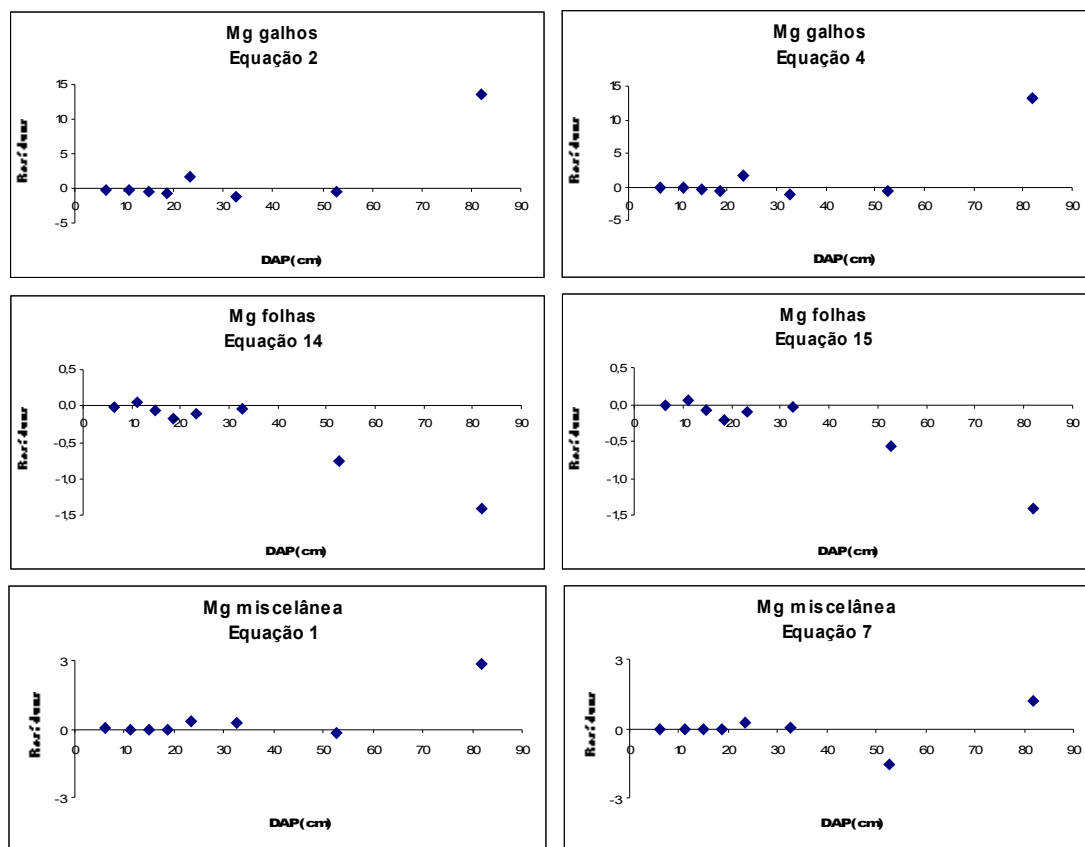 Mg galhos
Equação 2
15
10
5
0
-5
0 10 20 30 40 50 60 70 80 90
DAP(cm)
Mg galhos
Equação 4
15
10
5
0
-5
0 10 20 30 40 50 60 70 80 90
DAP(cm)
Mg folhas
Equação 14
0,5
0,0
-0,5
-1,0
-1,5
0 10 20 30 40 50 60 70 80 90
DAP(cm)
Mg folhas
Equação 15
0,5
0,0
-0,5
-1,0
-1,5
0 10 20 30 40 50 60 70 80 90
DAP(cm)
Mg miscelânea
Equação 1
3
0
-3
0 10 20 30 40 50 60 70 80 90
DAP(cm)
Mg miscelânea
Equação 7
3
0
-3
0 10 20 30 40 50 60 70 80 90
DAP(cm)